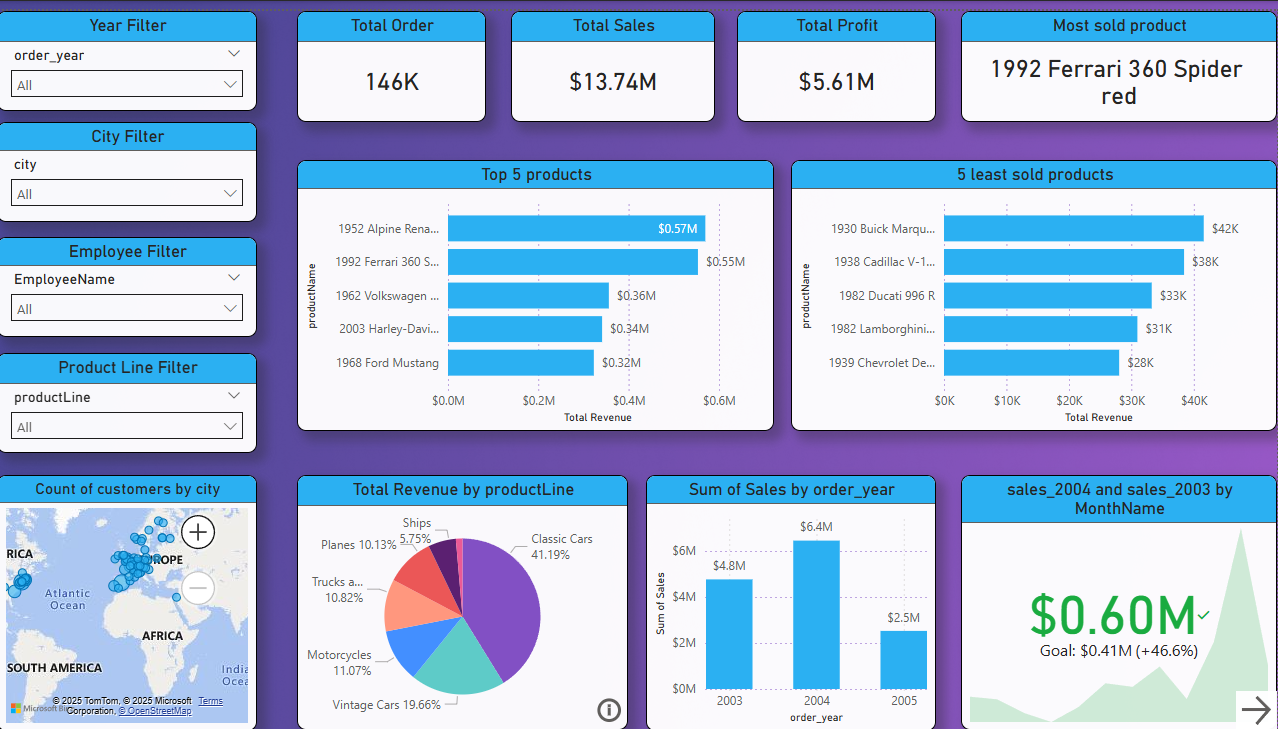 Year Filter
order_year
All
City Filter
city
All
Employee Filter
EmployeeName
All
Product Line Filter
productLine
All
Total Order
146K
Total Sales
$13.74M
Total Profit
$5.61M
Most sold product
1992 Ferrari 360 Spider
red
Top 5 products
productName
1952 Alpine Rena...
$0.57M
1992 Ferrari 360 S...
$0.55M
1962 Volkswagen ...
$0.36M
2003 Harley-Davi...
$0.34M
1968 Ford Mustang
$0.32M
$0.0M $0.2M $0.4M $0.6M
Total Revenue
5 least sold products
productName
1930 Buick Marqu...
$42K
1938 Cadillac V-1...
$38K
1982 Ducati 996 R
$33K
1982 Lamborghini...
$31K
1939 Chevrolet De...
$28K
$0K $10K $20K $30K $40K
Total Revenue
Count of customers by city
RICA
ROPE
Atlantic
Ocean
AFRICA
SOUTH AMERICA
India
Ocea
© 2025 TomTom, © 2025 Microsoft
Corporation, © OpenStreetMap
Terms
Microsoft Bi
Total Revenue by productLine
Ships
5.75%
Planes 10.13%
Trucks a...
10.82%
Motorcycles
11.07%
Vintage Cars 19.66%
Classic Cars
41.19%
Sum of Sales by order_year
Sum of Sales
$6M
$4M
$2M
$0M
$4.8M
$6.4M
$2.5M
2003 2004 2005
order_year
sales_2004 and sales_2003 by
MonthName
$0.60M
Goal: $0.41M (+46.6%)